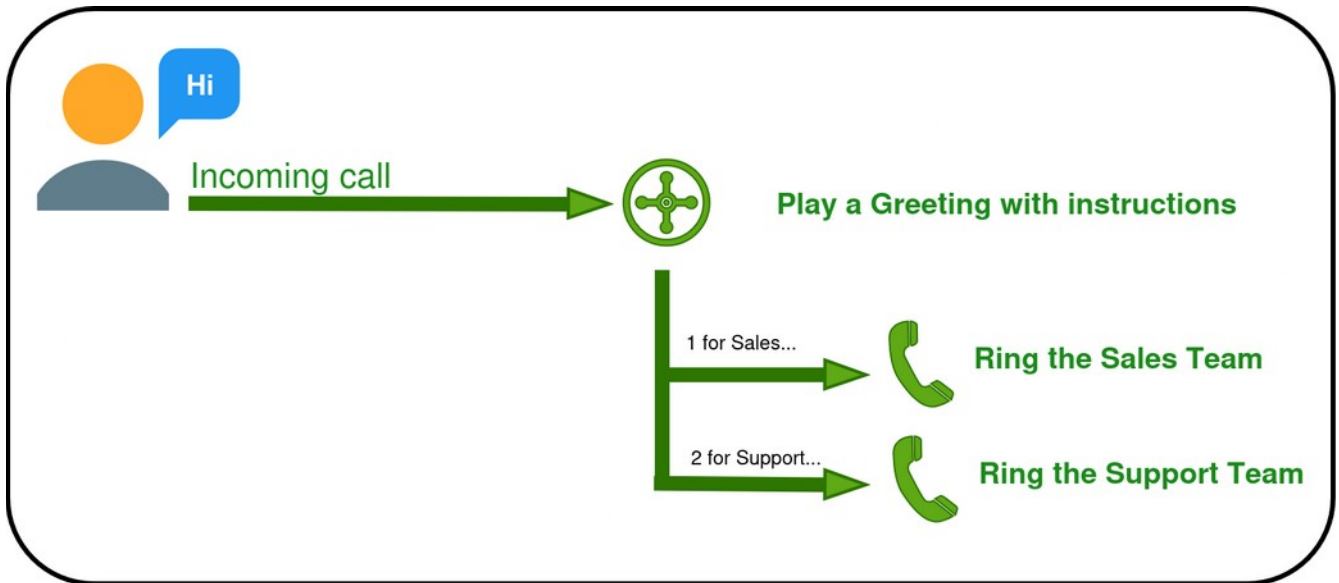 Hi
Incoming call
Play a Greeting with instructions
1 for Sales...
Ring the Sales Team
2 for Support...
Ring the Support Team